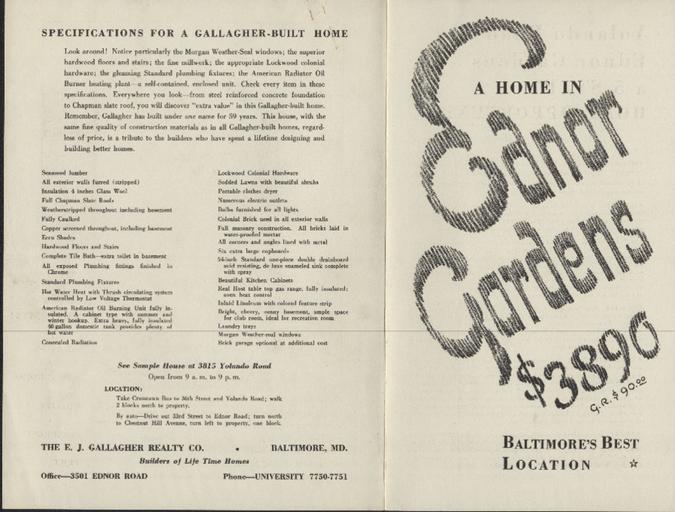 SPECIFICATIONS FOR A GALLAGHER-BUILT HOME
Look around! Notice particularly the Morgan Weather-Seal windows; the superior
hardwood floors and stairs; the fine millwork; the appropriate Lockwood colonial
hardware; the gleaming Standard plumbing fixtures; the American Radiator Oil
Burner heating plant—a self-contained, enclosed unit. Check every item in these
specifications. Everywhere you look—from steel reinforced concrete foundation
to Chapman slate roof, you will discover "extra value" in this Gallagher-built home.
Remember, Gallagher has built under one name for 59 years. This house, with the
same fine quality of construction materials as in all Gallagher-built homes, regard-
less of price, is a tribute to the builders who have spent a lifetime designing and
building better homes.
Seasoned lumber
All exterior walls furred (stripped)
Insulation 4 inches Glass Wool
Full Chapman Slate Roofs
Weatherstripped throughout including basement
Fully Caulked
Copper screened throughout, including basement
Ezra Shades
Hardwood Floors and Stairs
Complete Tile Bath—extra toilet in basement
All exposed Plumbing fittings finished in
Chrome
Standard Plumbing Fixtures
Hot Water Heat with Thrush circulating system
controlled by Low Voltage Thermostat
American Radiator Oil Burning Unit fully in-
sulated. A cabinet type with summer and
winter hookup. Extra heavy, fully insulated
40 gallon domestic tank provides plenty of
hot water
Concealed Radiation
Lockwood Colonial Hardware
Sodded Lawns with beautiful shrubs
Portable clothes dryer
Numerous electric outlets
Bulbs furnished for all lights
Colonial Brick used in all exterior walls
Full masonry construction. All bricks laid in
water-proofed mortar
All corners and angles lined with metal
Six extra large cupboards
54-inch Standard one-piece double drainboard
acid resisting, de luxe enameled sink complete
with spray
Beautiful Kitchen Cabinets
Real Host table top gas range, fully insulated;
oven heat control
Inlaid Linoleum with colored feature strip
Bright, cheery, sunny basement, ample space
for club room, ideal for recreation room
Laundry trays
Morgan Weather-seal windows
Brick garage optional at additional cost
See Sample House at 3815 Yolando Road
Open from 9 a. m. to 9 p. m.
LOCATION:
Take Crosstown Bus to 36th Street and Yolando Road; walk
2 blocks north to property.
By auto—Drive out 33rd Street to Ednor Road; turn north
to Chestnut Hill Avenue, turn left to property, one block.
THE E. J. GALLAGHER REALTY CO. • BALTIMORE, MD.
Builders of Life Time Homes
Office—3501 EDNOR ROAD Phone—UNIVERSITY 7750-7751
A HOME IN
Ednor
Gardens
$3890
G.R. $90.00
BALTIMORE'S BEST
LOCATION